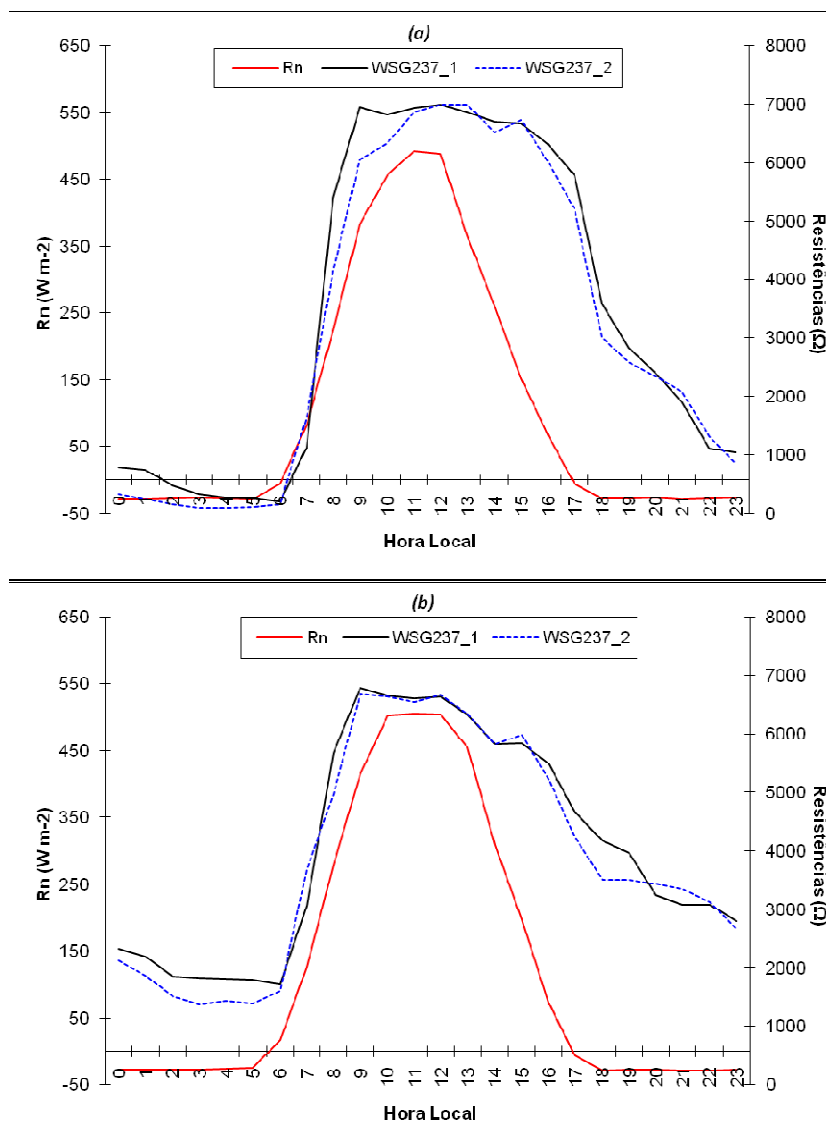 (a)
Rn WSG237_1 WSG237_2
650
550
450
350
250
150
50
-50
Rn (W m-2)
8000
7000
6000
5000
4000
3000
2000
1000
0
Resistências (Ω)
0 1 2 3 4 5 6 7 8 9 10 11 12 13 14 15 16 17 18 19 20 21 22 23
Hora Local
(b)
Rn WSG237_1 WSG237_2
650
550
450
350
250
150
50
-50
Rn (W m-2)
8000
7000
6000
5000
4000
3000
2000
1000
0
Resistências (Ω)
0 1 2 3 4 5 6 7 8 9 10 11 12 13 14 15 16 17 18 19 20 21 22 23
Hora Local